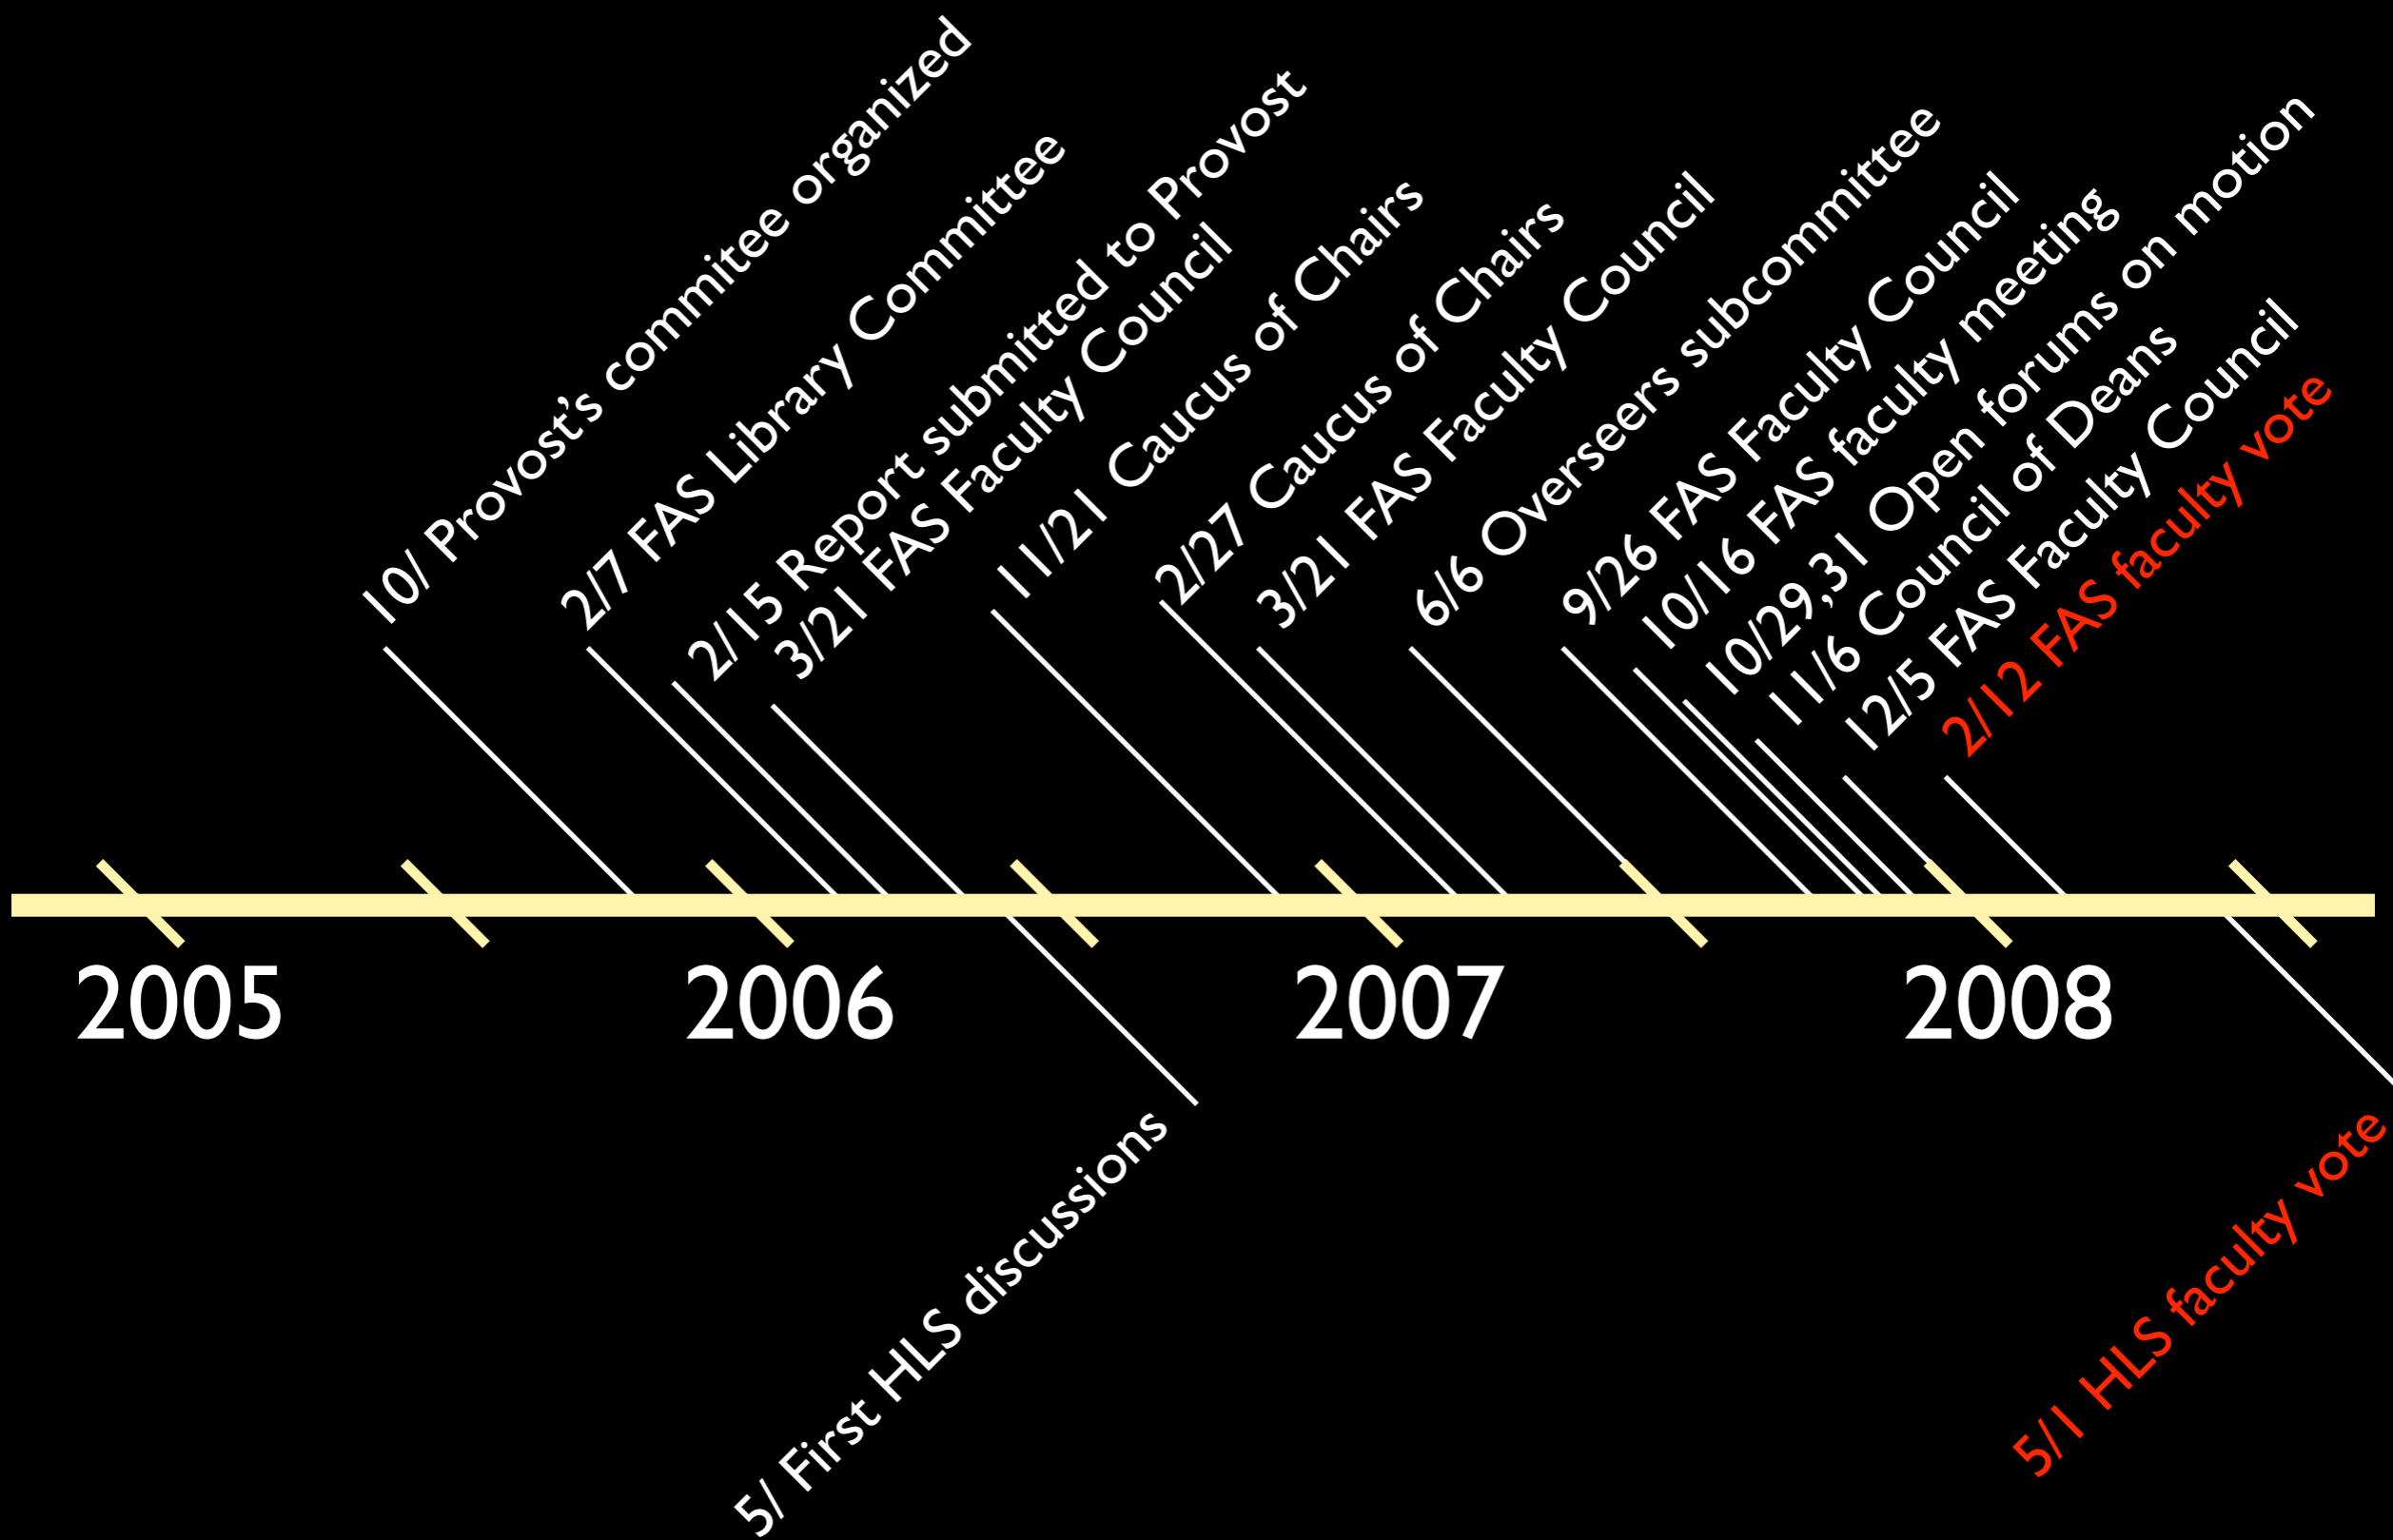 10/ Provost's commitee organized
2/7 FAS Library Committee
2/15 Report submitted to Provost
3/21 FAS Faculty Council
11/21 Caucus of Chairs
2/27 Caucus of Chairs
3/21 FAS Faculty Council
6/6 Overseers subcommittee
9/26 FAS Faculty Council
10/16 FAS faculty meeting
10/29,31 Open forums on motion
11/6 Council of Deans
12/5 FAS Faculty Council
2/12 FAS faculty vote
2005
2006
2007
2008
5/ First HLS discussions
5/1 HLS faculty vote